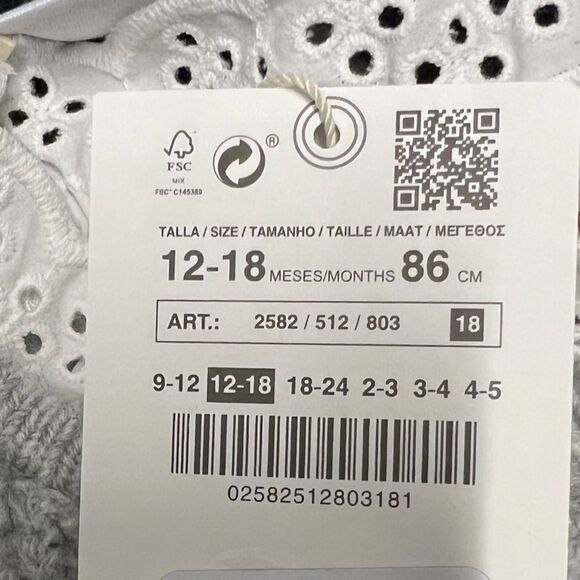 FSC
MIX
FSC® C145389
®
TALLA / SIZE / TAMANHO / TAILLE / MAAT / ΜΕΓΕΘΟΣ
12-18 MESES/MONTHS 86 CM
ART.: 2582 / 512 / 803 18
9-12 12-18 18-24 2-3 3-4 4-5
02582512803181